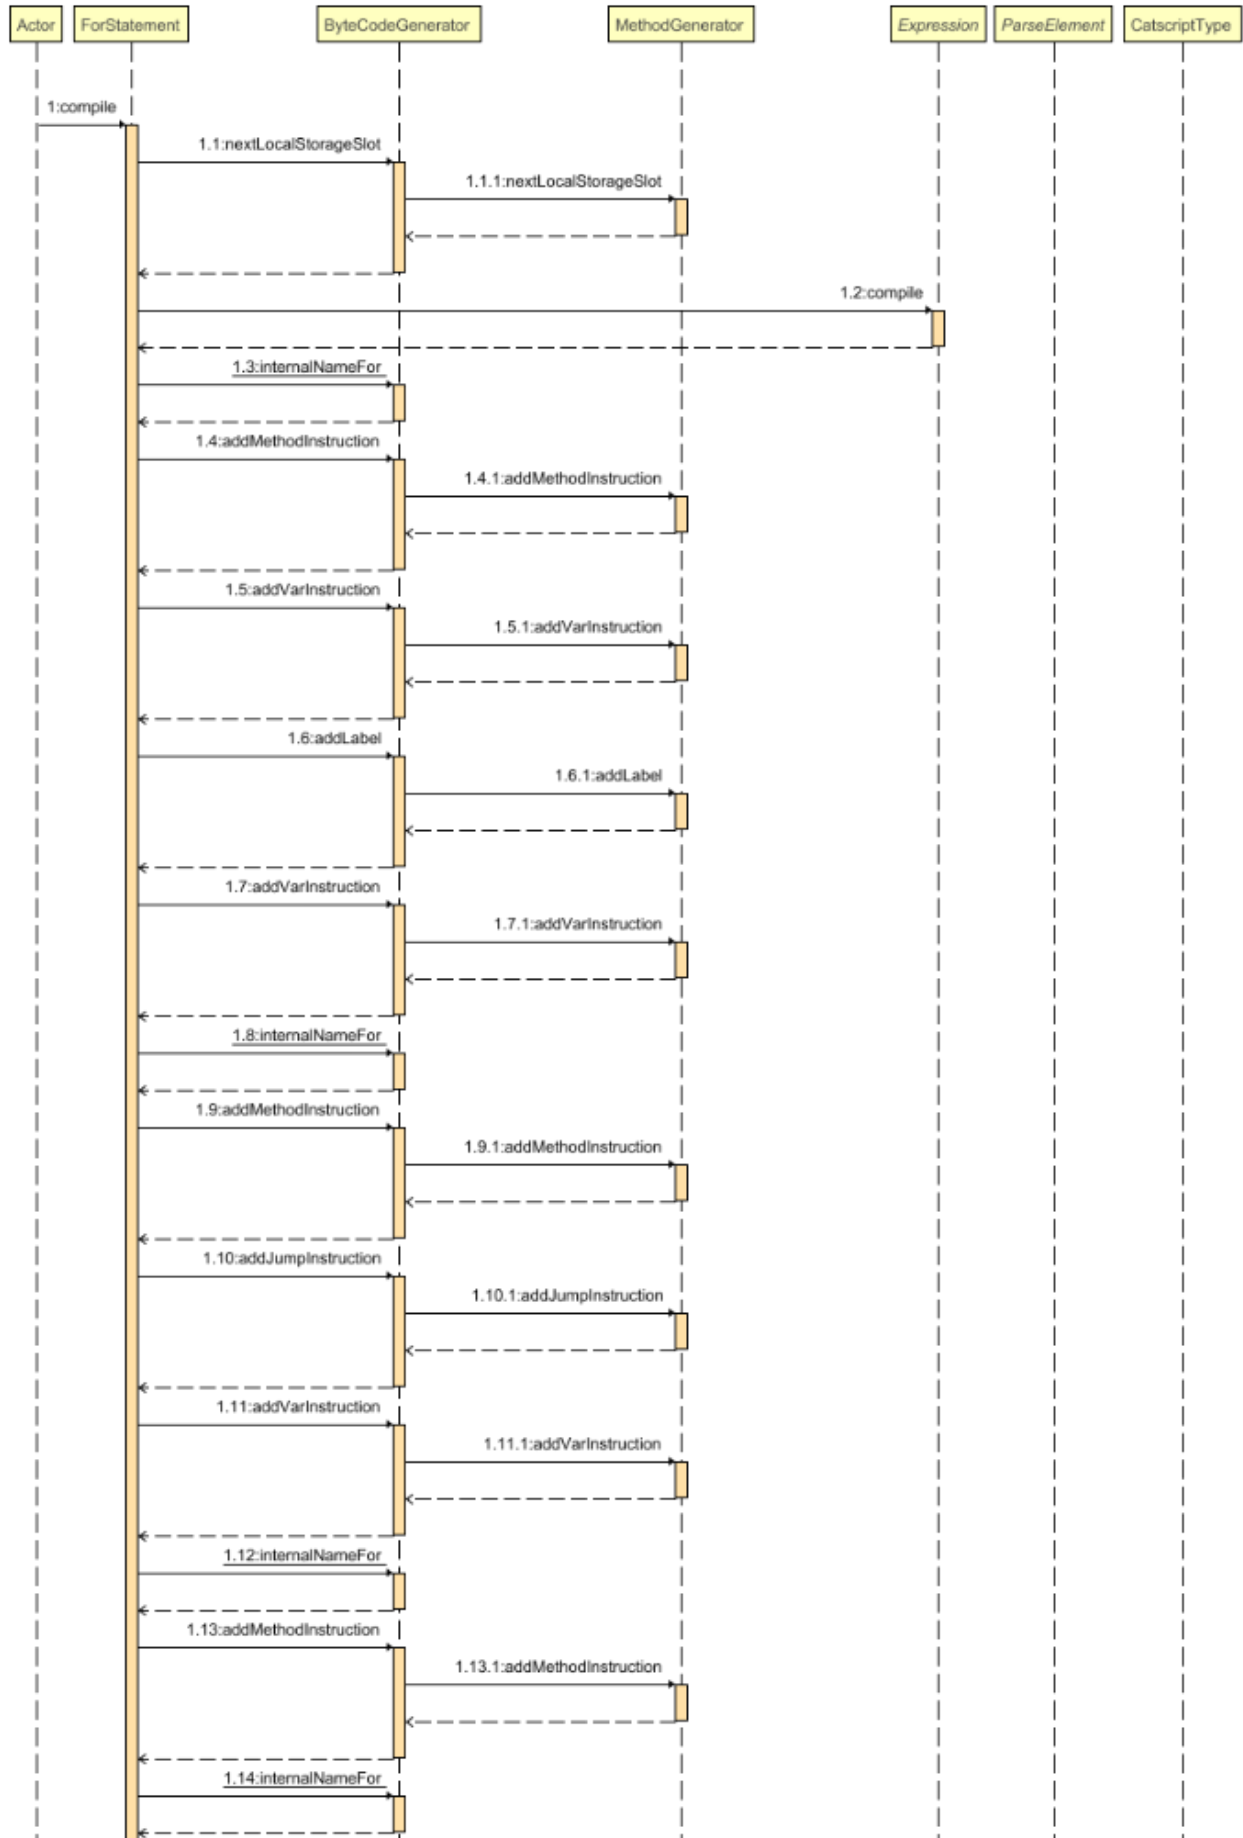 Actor ForStatement ByteCodeGenerator MethodGenerator Expression ParseElement CatscriptType
1:compile
1.1:nextLocalStorageSlot
1.1.1:nextLocalStorageSlot
1.2:compile
1.3:internalNameFor
1.4:addMethodInstruction
1.4.1:addMethodInstruction
1.5:addVarInstruction
1.5.1:addVarInstruction
1.6:addLabel
1.6.1:addLabel
1.7:addVarInstruction
1.7.1:addVarInstruction
1.8:internalNameFor
1.9:addMethodInstruction
1.9.1:addMethodInstruction
1.10:addJumpInstruction
1.10.1:addJumpInstruction
1.11:addVarInstruction
1.11.1:addVarInstruction
1.12:internalNameFor
1.13:addMethodInstruction
1.13.1:addMethodInstruction
1.14:internalNameFor